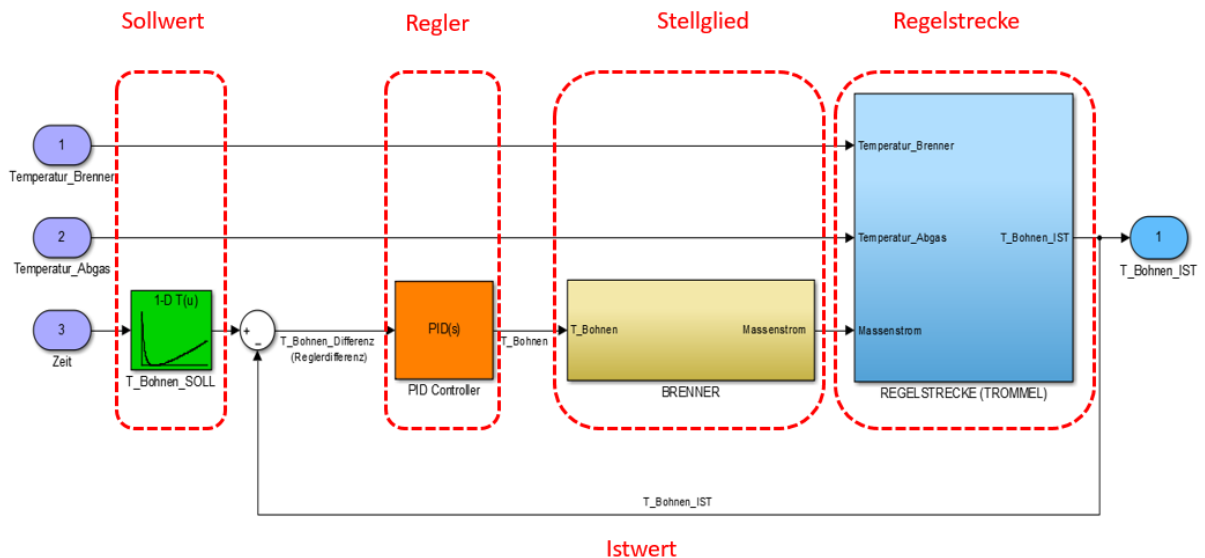 Sollwert
Regler
Stellglied
Regelstrecke
1
Temperatur_Brenner
Temperatur_Brenner
2
Temperatur_Abgas
Temperatur_Abgas
T_Bohnen_IST
1
T_Bohnen_IST
3
Zeit
1-D T(u)
T_Bohnen_SOLL
+
−
T_Bohnen_Differenz
(Reglerdifferenz)
PID(s)
PID Controller
T_Bohnen
T_Bohnen
Massenstrom
BRENNER
Massenstrom
REGELSTRECKE (TROMMEL)
T_Bohnen_IST
Istwert